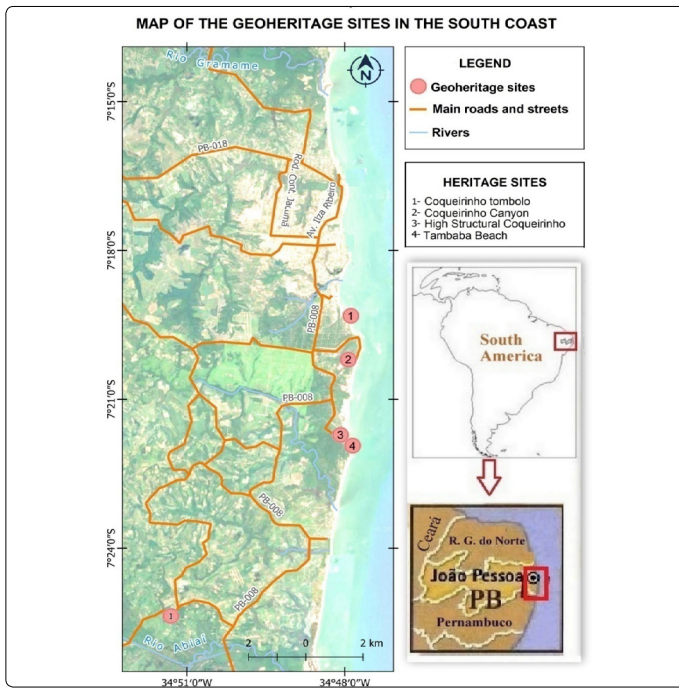 MAP OF THE GEOHERITAGE SITES IN THE SOUTH COAST
Rio Gramame
N
7°15'0"S
PB-018
Rod. Cont. Jacumã
Av. Ilza Ribeiro
7°18'0"S
PB-008
1
2
7°21'0"S
PB-008
3
4
PB-008
7°24'0"S
PB-008
1
Rio Abiaí
2 0 2 km
34°51'0"W 34°48'0"W
LEGEND
Geoheritage sites
Main roads and streets
Rivers
HERITAGE SITES
1- Coqueirinho tombolo
2- Coqueirinho Canyon
3- High Structural Coqueirinho
4- Tambaba Beach
South
America
Ceará
R. G. do Norte
João Pessoa
PB
Pernambuco